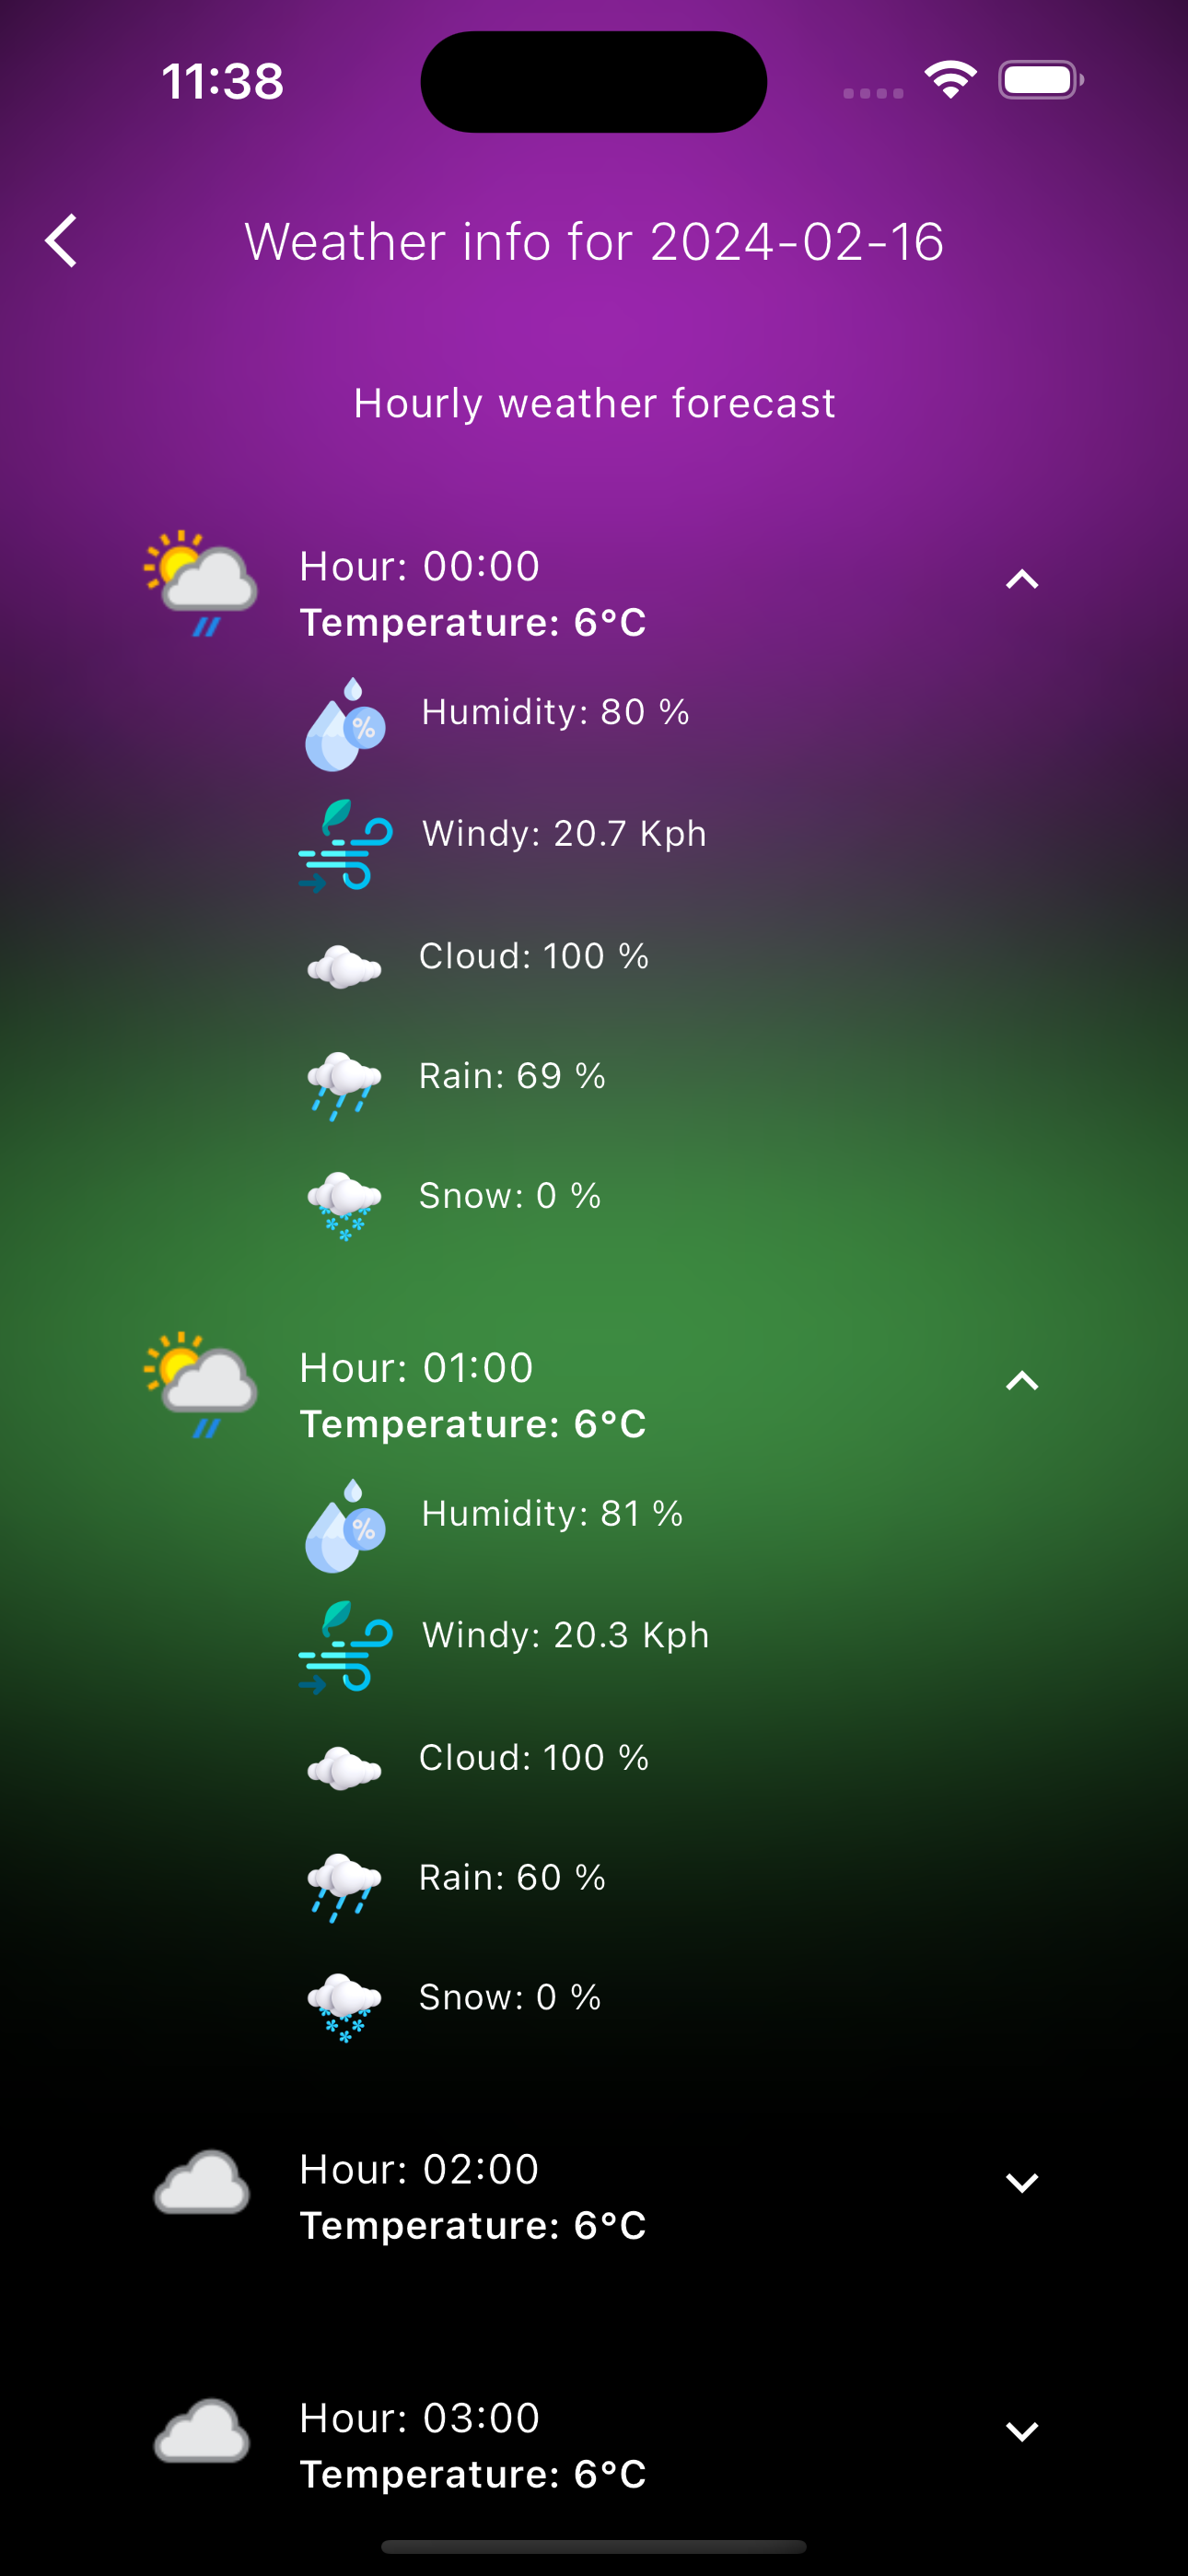 11:38
Weather info for 2024-02-16
Hourly weather forecast
Hour: 00:00
Temperature: 6°C
%
Humidity: 80 %
Windy: 20.7 Kph
Cloud: 100 %
Rain: 69 %
Snow: 0 %
Hour: 01:00
Temperature: 6°C
%
Humidity: 81 %
Windy: 20.3 Kph
Cloud: 100 %
Rain: 60 %
Snow: 0 %
Hour: 02:00
Temperature: 6°C
Hour: 03:00
Temperature: 6°C